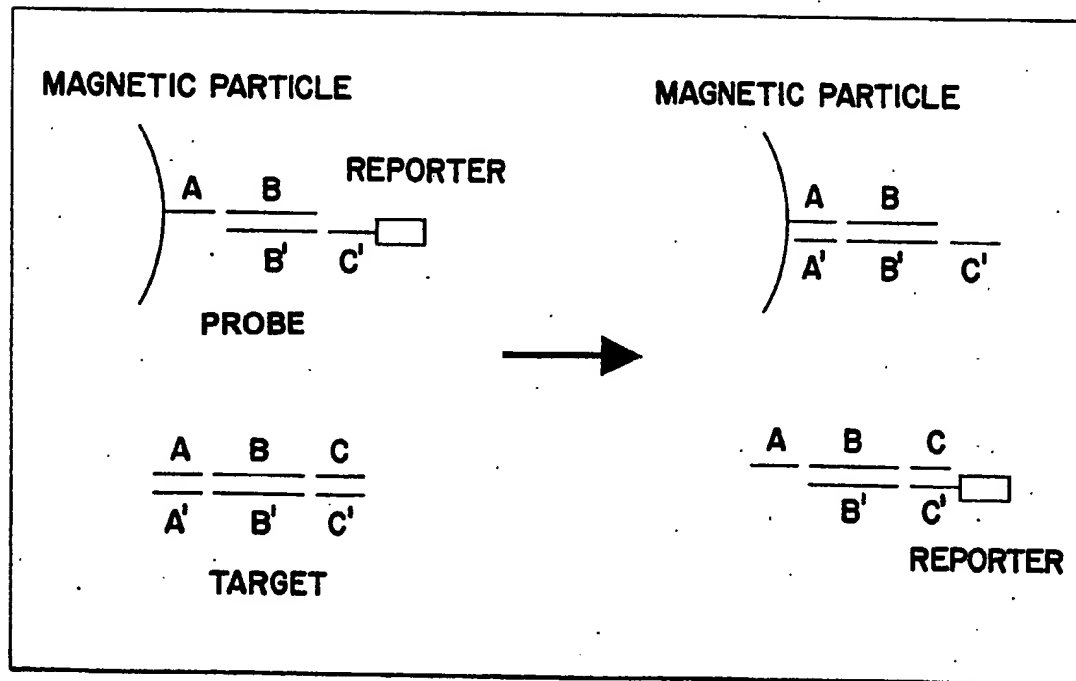 MAGNETIC PARTICLE
A B REPORTER
B' C'
PROBE
A B C
A' B' C'
TARGET
MAGNETIC PARTICLE
A B
A' B' C'
A B C
B' C'
REPORTER